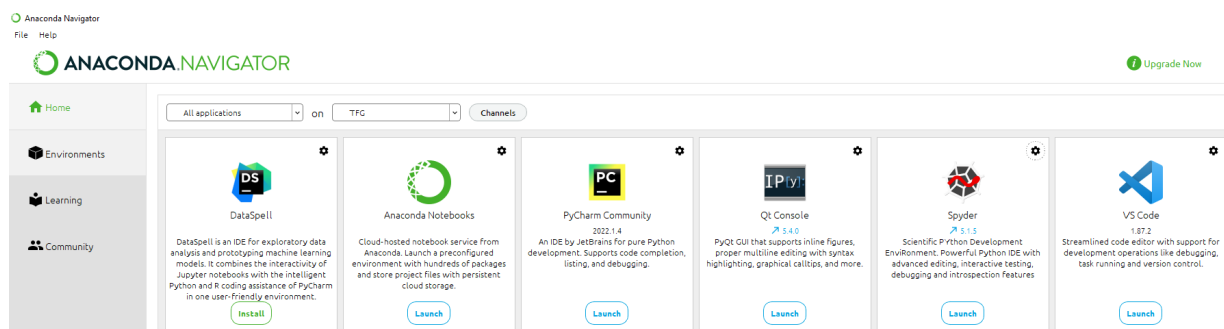 Anaconda Navigator
File Help
ANACONDA.NAVIGATOR
i Upgrade Now
Home
All applications on TFG Channels
Environments
Learning
Community
DS
DataSpell
DataSpell is an IDE for exploratory data
analysis and prototyping machine learning
models. It combines the interactivity of
Jupyter notebooks with the intelligent
Python and R coding assistance of PyCharm
in one user-friendly environment.
Install
Anaconda Notebooks
Cloud-hosted notebook service from
Anaconda. Launch a preconfigured
environment with hundreds of packages
and store project files with persistent
cloud storage.
Launch
PC
PyCharm Community
2022.1.4
An IDE by JetBrains for pure Python
development. Supports code completion,
listing, and debugging.
Launch
IP[y]:
Qt Console
5.4.0
PyQt GUI that supports inline figures,
proper multiline editing with syntax
highlighting, graphical calltips, and more.
Launch
Spyder
5.1.5
Scientific PYthon Development
EnviRonment. Powerful Python IDE with
advanced editing, interactive testing,
debugging and introspection features
Launch
VS Code
1.87.2
Streamlined code editor with support for
development operations like debugging,
task running and version control.
Launch